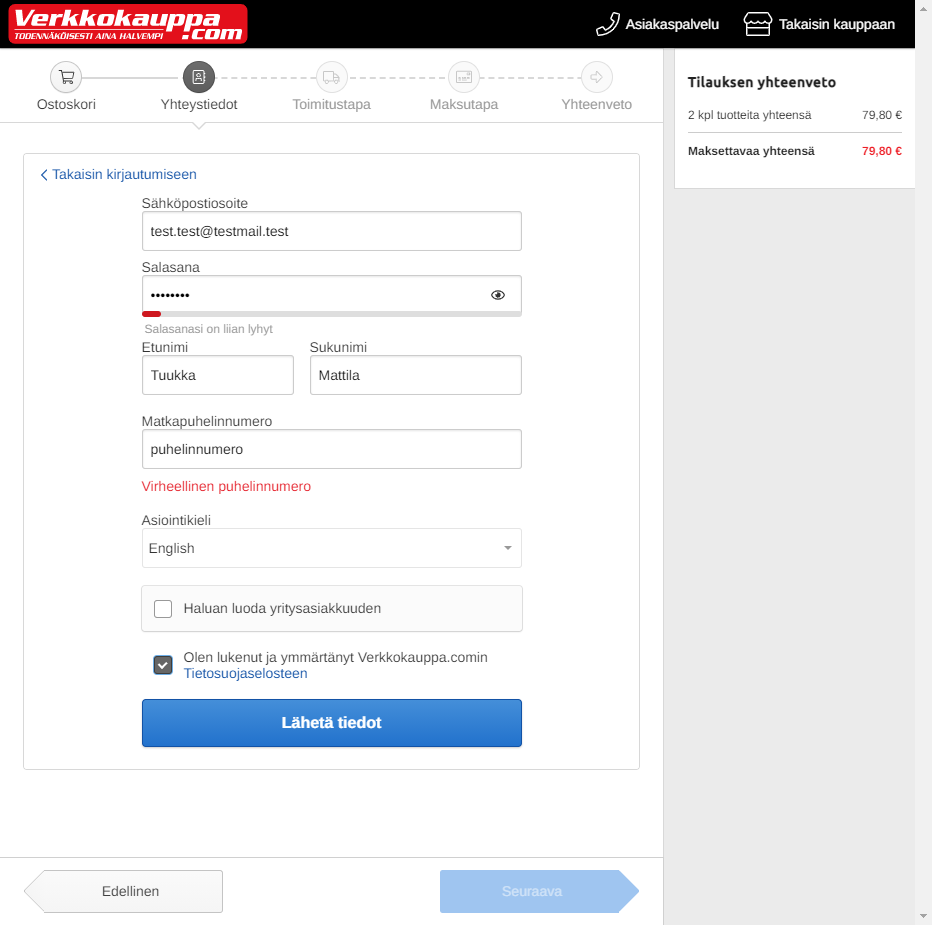 Verkkokauppa
.com
TODENNÄKÖISESTI AINA HALVEMPI
Asiakaspalvelu
Takaisin kauppaan
Ostoskori
Yhteystiedot
Toimitustapa
Maksutapa
Yhteenveto
Tilauksen yhteenveto
2 kpl tuotteita yhteensä 79,80 €
Maksettavaa yhteensä 79,80 €
Takaisin kirjautumiseen
Sähköpostiosoite
test.test@testmail.test
Salasana
••••••••
Salasanasi on liian lyhyt
Etunimi Sukunimi
Tuukka Mattila
Matkapuhelinnumero
puhelinnumero
Virheellinen puhelinnumero
Asiointikieli
English
Haluan luoda yritysasiakkuuden
Olen lukenut ja ymmärtänyt Verkkokauppa.comin
Tietosuojaselosteen
Lähetä tiedot
Edellinen
Seuraava